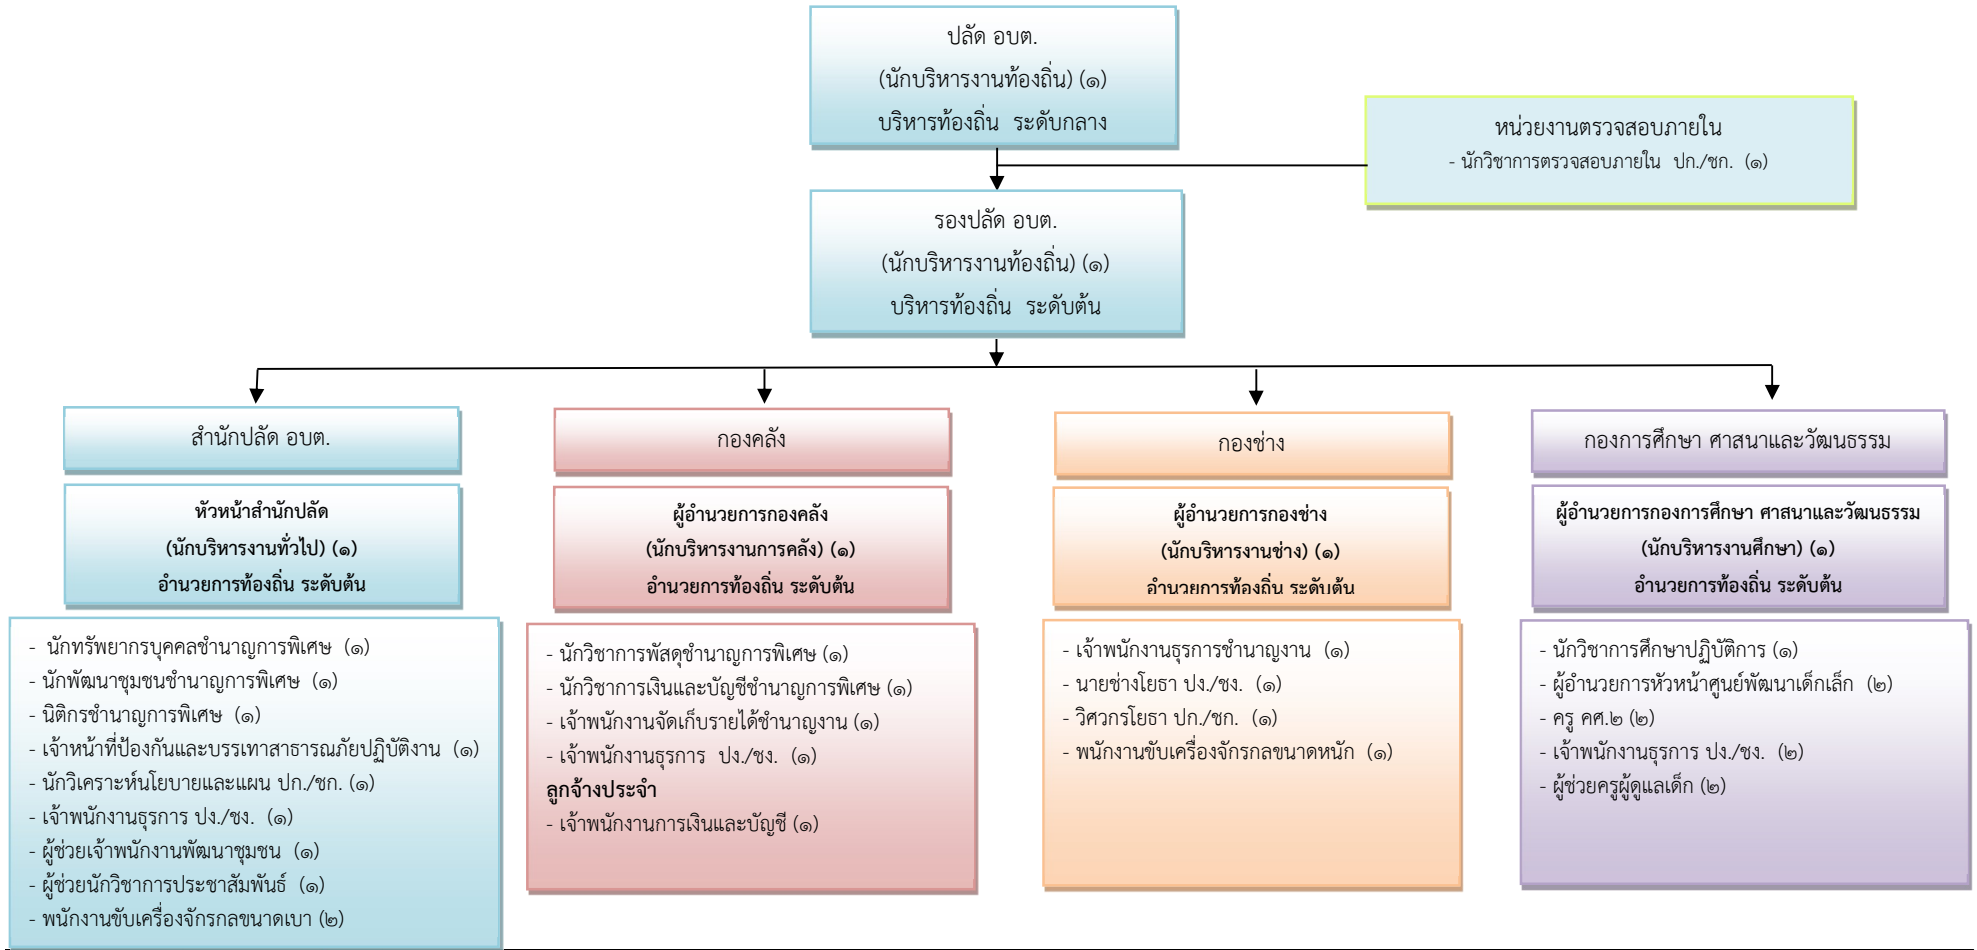 ปลัด อบต.
(นักบริหารงานท้องถิ่น) (๑)
บริหารท้องถิ่น ระดับกลาง
หน่วยงานตรวจสอบภายใน
- นักวิชาการตรวจสอบภายใน ปก./ชก. (๑)
รองปลัด อบต.
(นักบริหารงานท้องถิ่น) (๑)
บริหารท้องถิ่น ระดับต้น
สำนักปลัด อบต.
หัวหน้าสำนักปลัด
(นักบริหารงานทั่วไป) (๑)
อำนวยการท้องถิ่น ระดับต้น
- นักทรัพยากรบุคคลชำนาญการพิเศษ (๑)
- นักพัฒนาชุมชนชำนาญการพิเศษ (๑)
- นิติกรชำนาญการพิเศษ (๑)
- เจ้าหน้าที่ป้องกันและบรรเทาสาธารณภัยปฏิบัติงาน (๑)
- นักวิเคราะห์นโยบายและแผน ปก./ชก. (๑)
- เจ้าพนักงานธุรการ ปง./ชง. (๑)
- ผู้ช่วยเจ้าพนักงานพัฒนาชุมชน (๑)
- ผู้ช่วยนักวิชาการประชาสัมพันธ์ (๑)
- พนักงานขับเครื่องจักรกลขนาดเบา (๒)
กองคลัง
ผู้อำนวยการกองคลัง
(นักบริหารงานการคลัง) (๑)
อำนวยการท้องถิ่น ระดับต้น
- นักวิชาการพัสดุชำนาญการพิเศษ (๑)
- นักวิชาการเงินและบัญชีชำนาญการพิเศษ (๑)
- เจ้าพนักงานจัดเก็บรายได้ชำนาญงาน (๑)
- เจ้าพนักงานธุรการ ปง./ชง. (๑)
ลูกจ้างประจำ
- เจ้าพนักงานการเงินและบัญชี (๑)
กองช่าง
ผู้อำนวยการกองช่าง
(นักบริหารงานช่าง) (๑)
อำนวยการท้องถิ่น ระดับต้น
- เจ้าพนักงานธุรการชำนาญงาน (๑)
- นายช่างโยธา ปง./ชง. (๑)
- วิศวกรโยธา ปก./ชก. (๑)
- พนักงานขับเครื่องจักรกลขนาดหนัก (๑)
กองการศึกษา ศาสนาและวัฒนธรรม
ผู้อำนวยการกองการศึกษา ศาสนาและวัฒนธรรม
(นักบริหารงานศึกษา) (๑)
อำนวยการท้องถิ่น ระดับต้น
- นักวิชาการศึกษาปฏิบัติการ (๑)
- ผู้อำนวยการหัวหน้าศูนย์พัฒนาเด็กเล็ก (๒)
- ครู คศ.๒ (๒)
- เจ้าพนักงานธุรการ ปง./ชง. (๒)
- ผู้ช่วยครูผู้ดูแลเด็ก (๒)